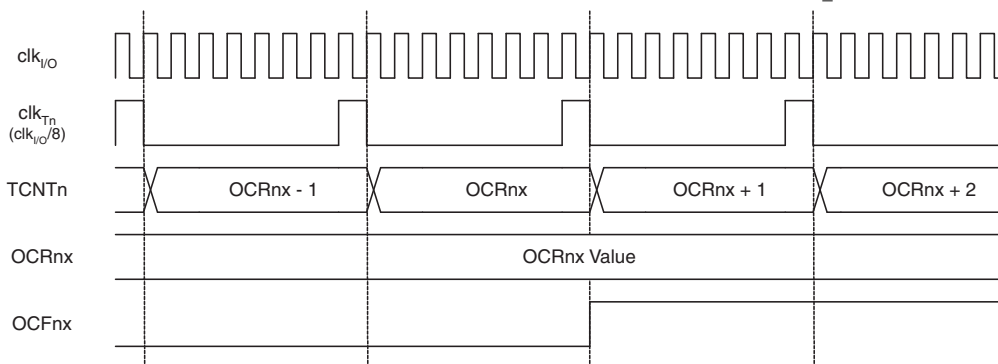 clkI/O
clkTn
(clkI/O/8)
TCNTn
OCRnx - 1
OCRnx
OCRnx + 1
OCRnx + 2
OCRnx
OCRnx Value
OCFnx